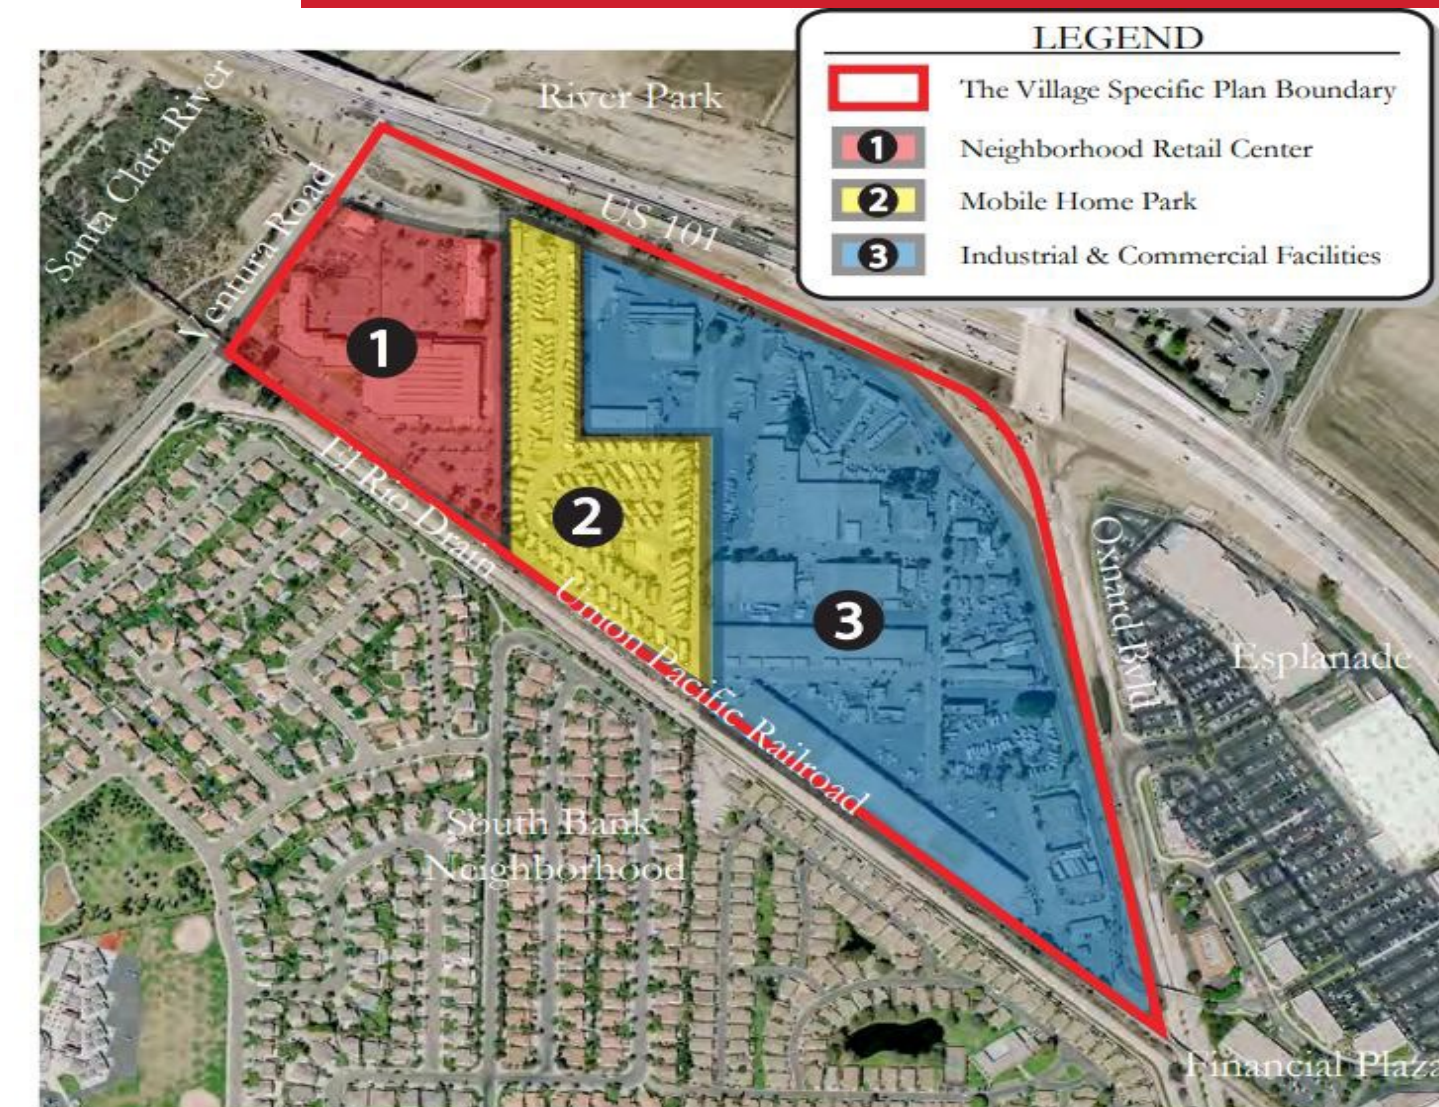 LEGEND
The Village Specific Plan Boundary
1 Neighborhood Retail Center
2 Mobile Home Park
3 Industrial & Commercial Facilities
River Park
Santa Clara River
Ventura Road
US 101
1
2
3
El Rio Drain
Union Pacific Railroad
Oxnard Bvld
Esplanade
South Bank
Neighborhood
Financial Plaza